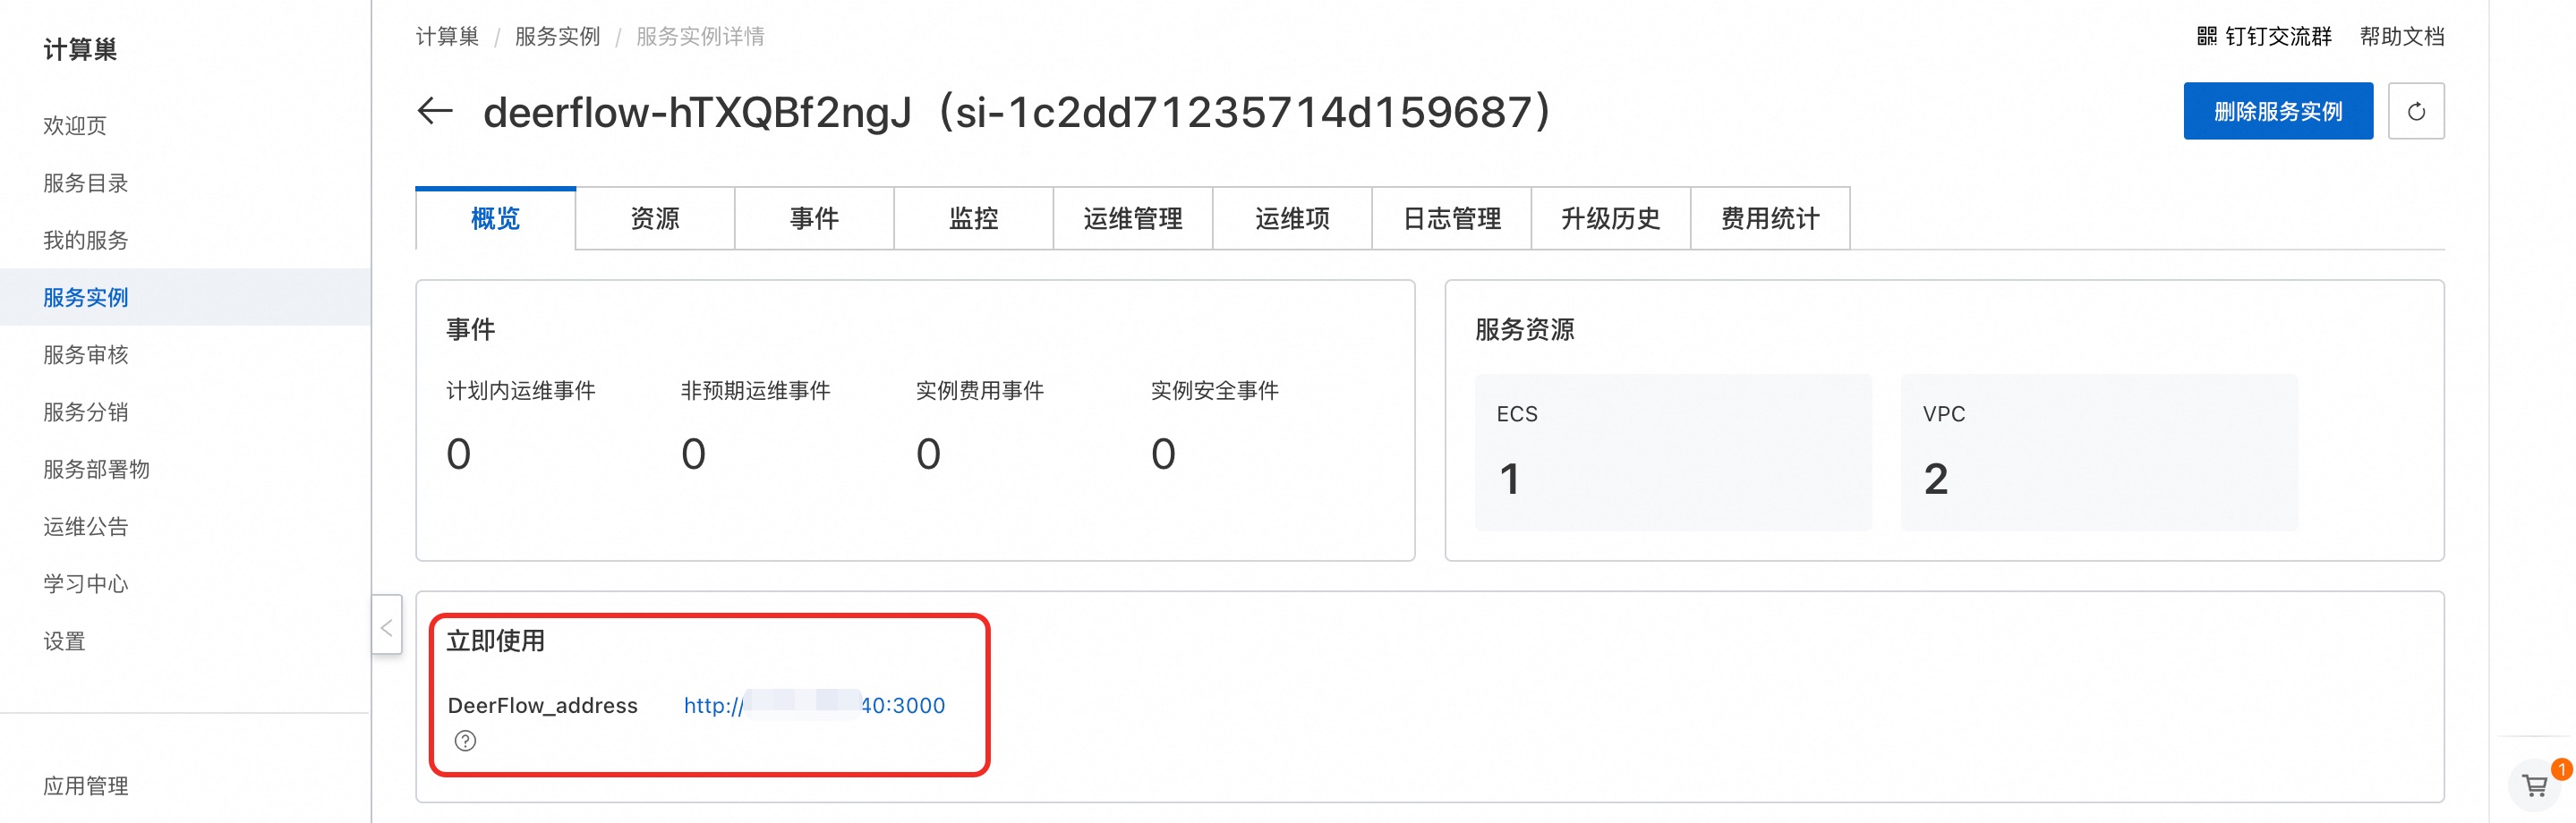 计算巢
欢迎页
服务目录
我的服务
服务实例
服务审核
服务分销
服务部署物
运维公告
学习中心
设置
应用管理
计算巢 / 服务实例 / 服务实例详情
钉钉交流群 帮助文档
deerflow-hTXQBf2ngJ（si-1c2dd71235714d159687）
删除服务实例
概览 资源 事件 监控 运维管理 运维项 日志管理 升级历史 费用统计
事件
计划内运维事件 非预期运维事件 实例费用事件 实例安全事件
0 0 0 0
服务资源
ECS VPC
1 2
立即使用
DeerFlow_address http:// 40:3000
?
1